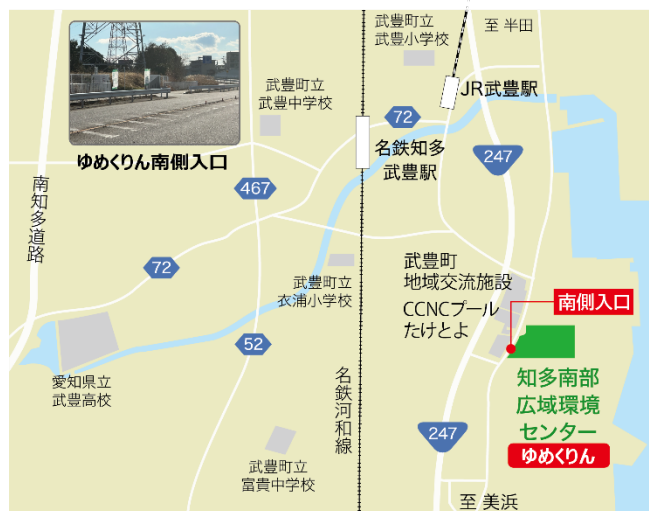 武豊町立
武豊小学校
至 半田
JR武豊駅
武豊町立
武豊中学校
72
ゆめくりん南側入口
名鉄知多
武豊駅
247
467
南知多道路
武豊町
地域交流施設
72
武豊町立
衣浦小学校
CCNCプール
たけとよ
南側入口
52
愛知県立
武豊高校
名鉄河和線
知多南部
広域環境
センター
247
ゆめくりん
武豊町立
富貴中学校
至 美浜